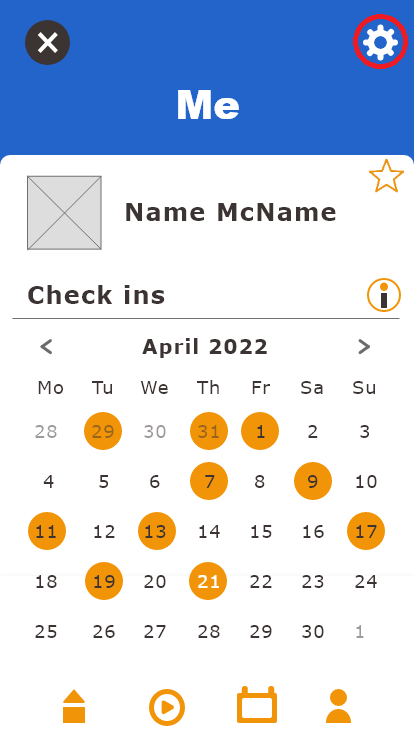 Me
Name McName
Check ins
< April 2022 >
Mo Tu We Th Fr Sa Su
28 29 30 31 1 2 3
4 5 6 7 8 9 10
11 12 13 14 15 16 17
18 19 20 21 22 23 24
25 26 27 28 29 30 1